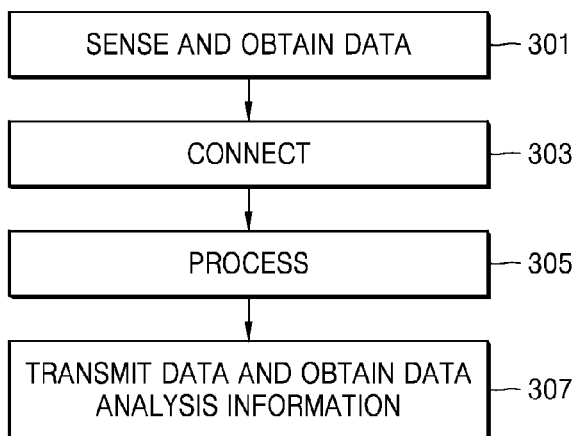 SENSE AND OBTAIN DATA 301
CONNECT 303
PROCESS 305
TRANSMIT DATA AND OBTAIN DATA
ANALYSIS INFORMATION 307